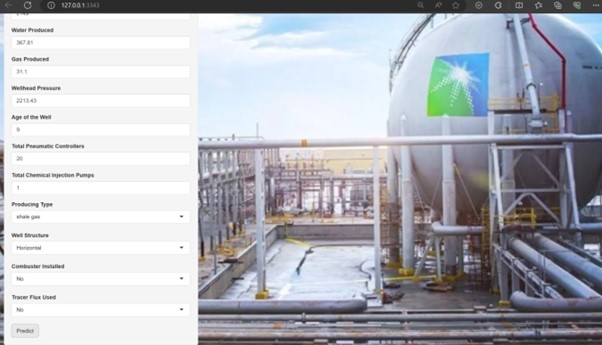 127.0.0.1:3343
Water Produced
367.81
Gas Produced
31.1
Wellhead Pressure
2213.43
Age of the Well
9
Total Pneumatic Controllers
20
Total Chemical Injection Pumps
1
Producing Type
shale gas
Well Structure
Horizontal
Combuster Installed
No
Tracer Flux Used
No
Predict